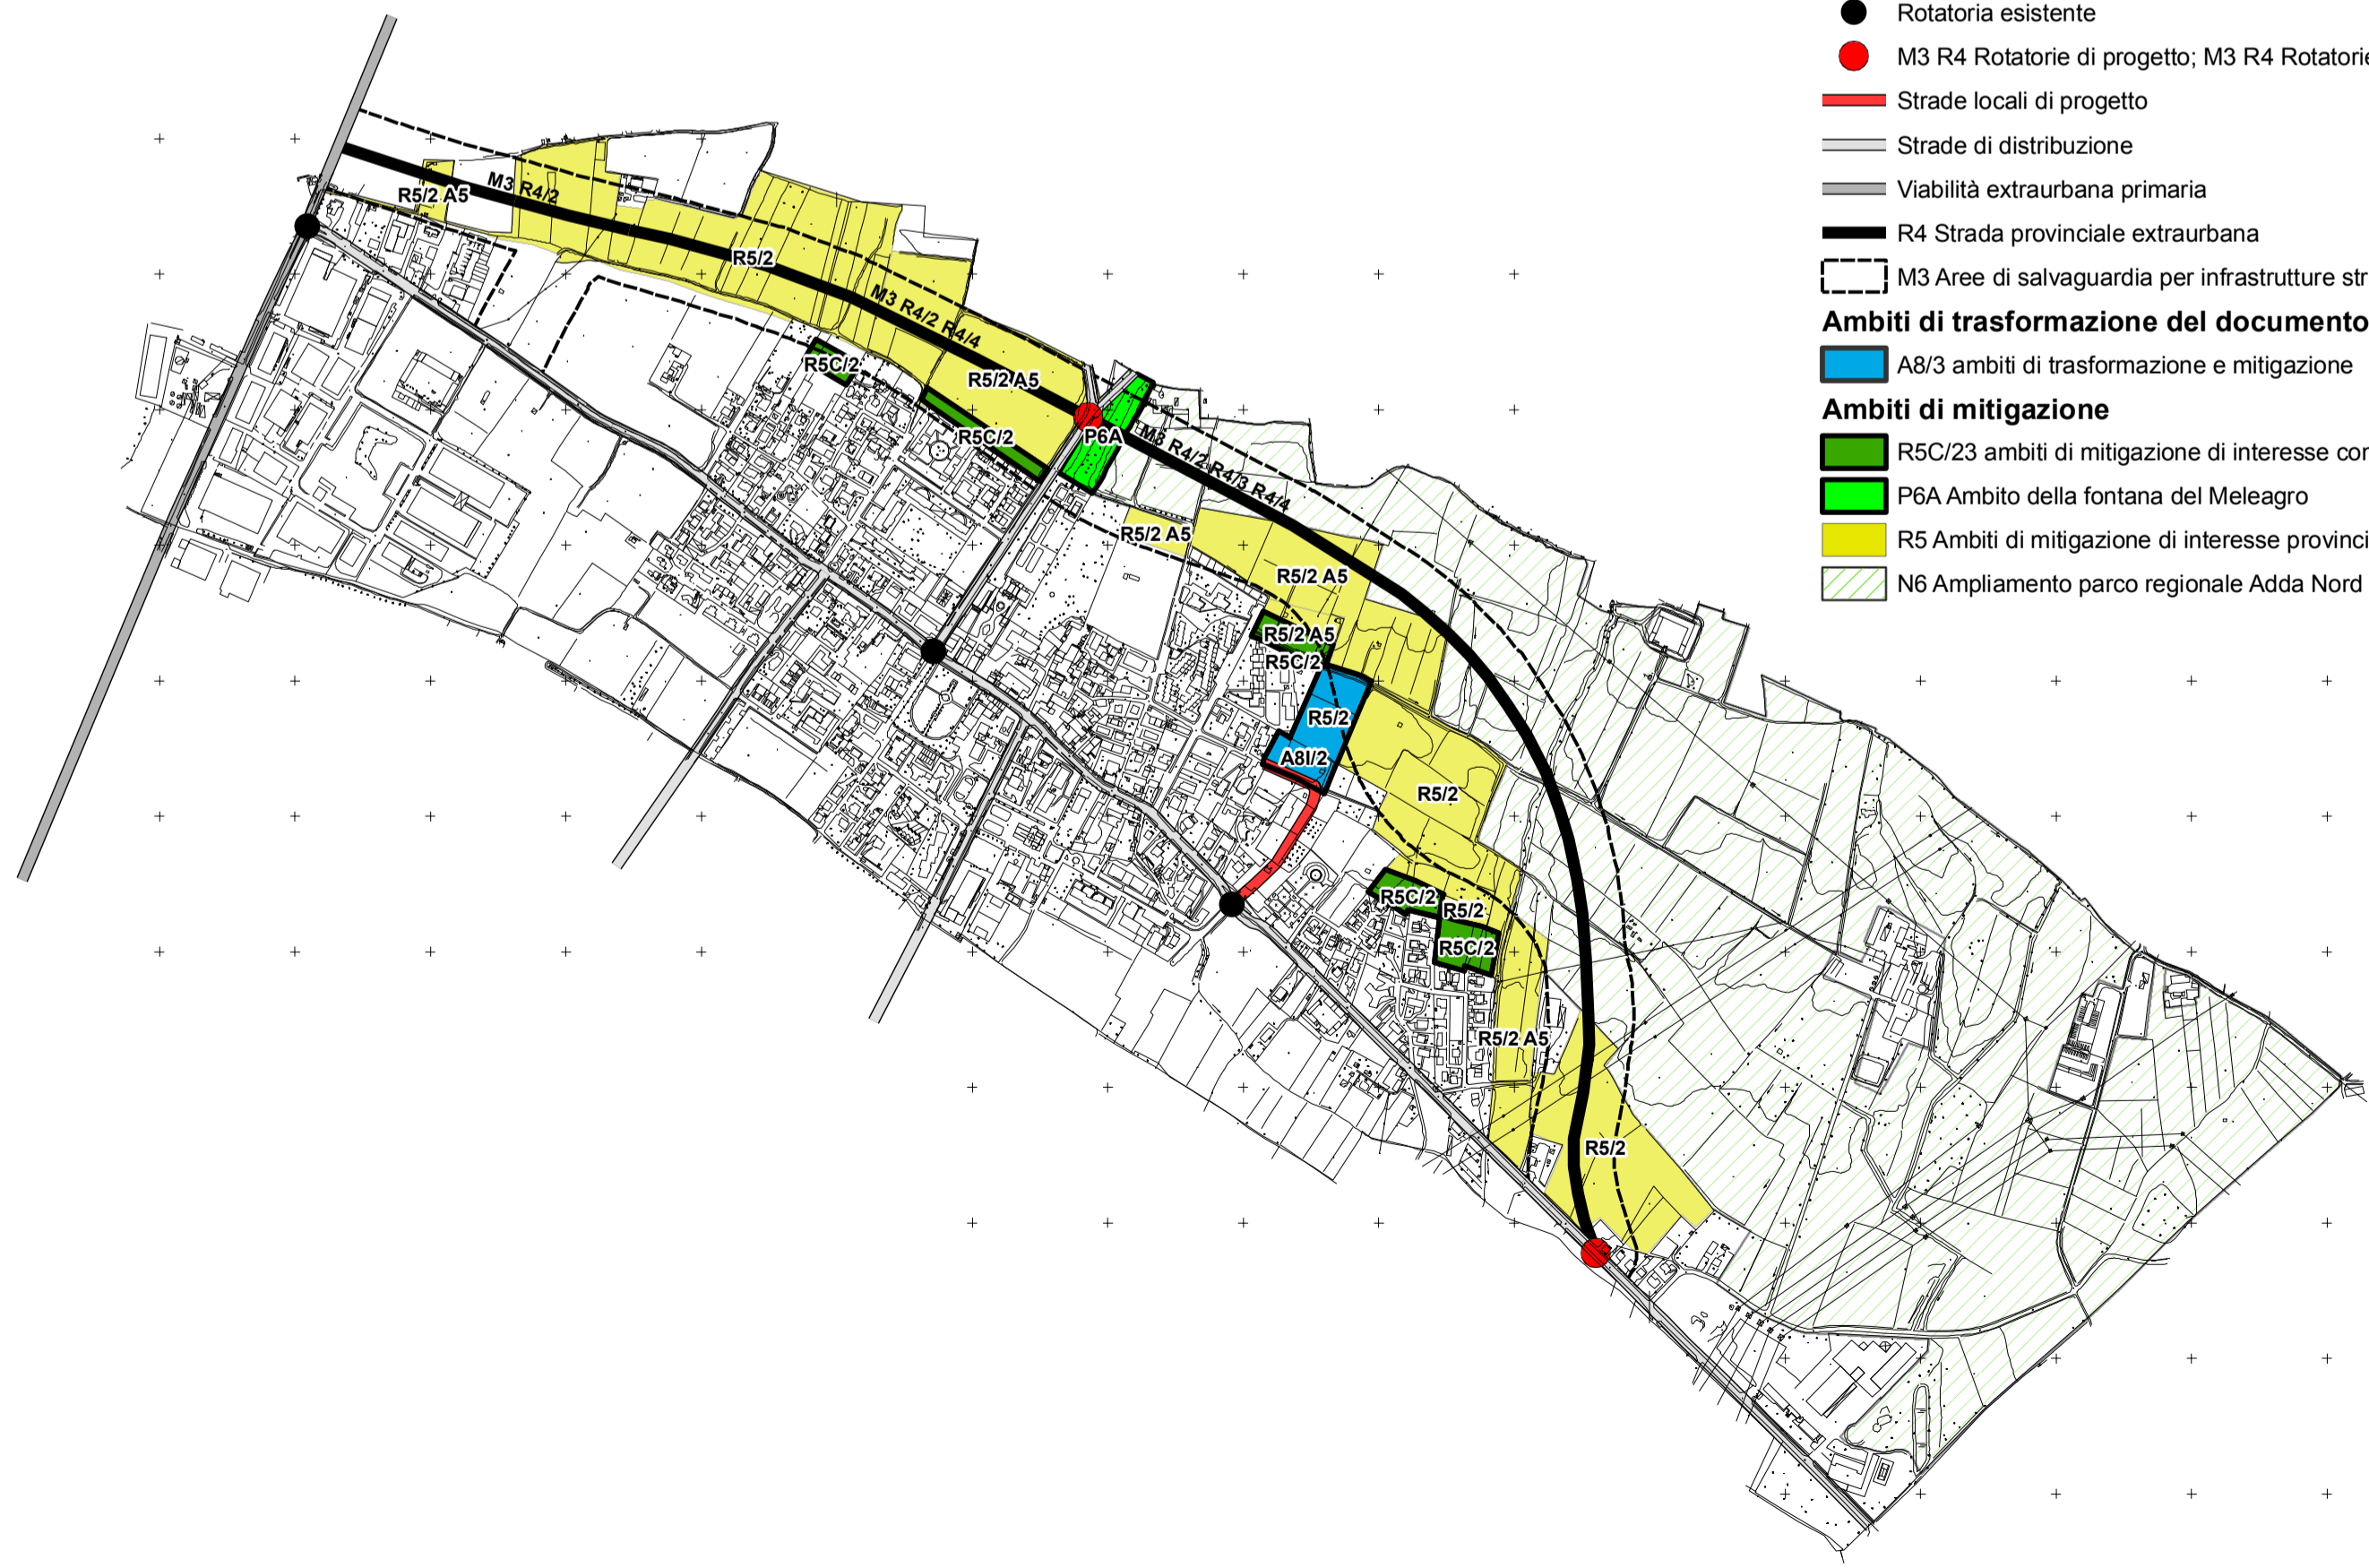 Rotatoria esistente
M3 R4 Rotatorie di progetto; M3 R4 Rotatorie
Strade locali di progetto
Strade di distribuzione
Viabilità extraurbana primaria
R4 Strada provinciale extraurbana
M3 Aree di salvaguardia per infrastrutture str
Ambiti di trasformazione del documento
A8/3 ambiti di trasformazione e mitigazione
Ambiti di mitigazione
R5C/23 ambiti di mitigazione di interesse con
P6A Ambito della fontana del Meleagro
R5 Ambiti di mitigazione di interesse provinci
N6 Ampliamento parco regionale Adda Nord
R5/2 A5
M3 R4/2
R5/2
M3 R4/2 R4/4
R5C/2
R5/2 A5
R5C/2
P6A
M3 R4/2 R4/3 R4/4
R5/2 A5
R5/2 A5
R5/2 A5
R5C/2
R5/2
A8I/2
R5/2
R5C/2
R5/2
R5C/2
R5/2 A5
R5/2